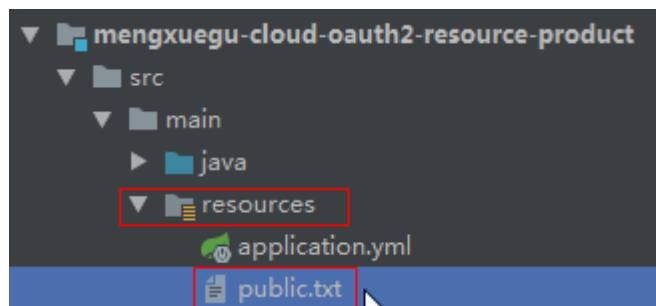 mengxuegu-cloud-oauth2-resource-product
src
main
java
resources
application.yml
public.txt